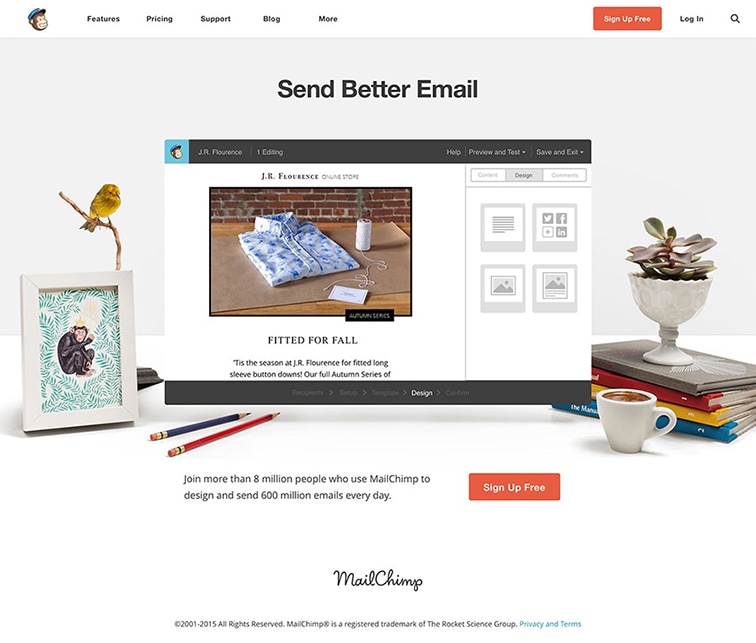 Features Pricing Support Blog More Sign Up Free Log In
Send Better Email
J.R. Flourence 1 Editing Help Preview and Test Save and Exit
J.R. Flourence ONLINE STORE
Content Design Comments
AUTUMN SERIES
FITTED FOR FALL
'Tis the season at J.R. Flourence for fitted long
sleeve button downs! Our full Autumn Series of
Recipients > Setup > Template > Design > Confirm
The Manual
Join more than 8 million people who use MailChimp to
design and send 600 million emails every day.
Sign Up Free
MailChimp
©2001-2015 All Rights Reserved. MailChimp® is a registered trademark of The Rocket Science Group. Privacy and Terms